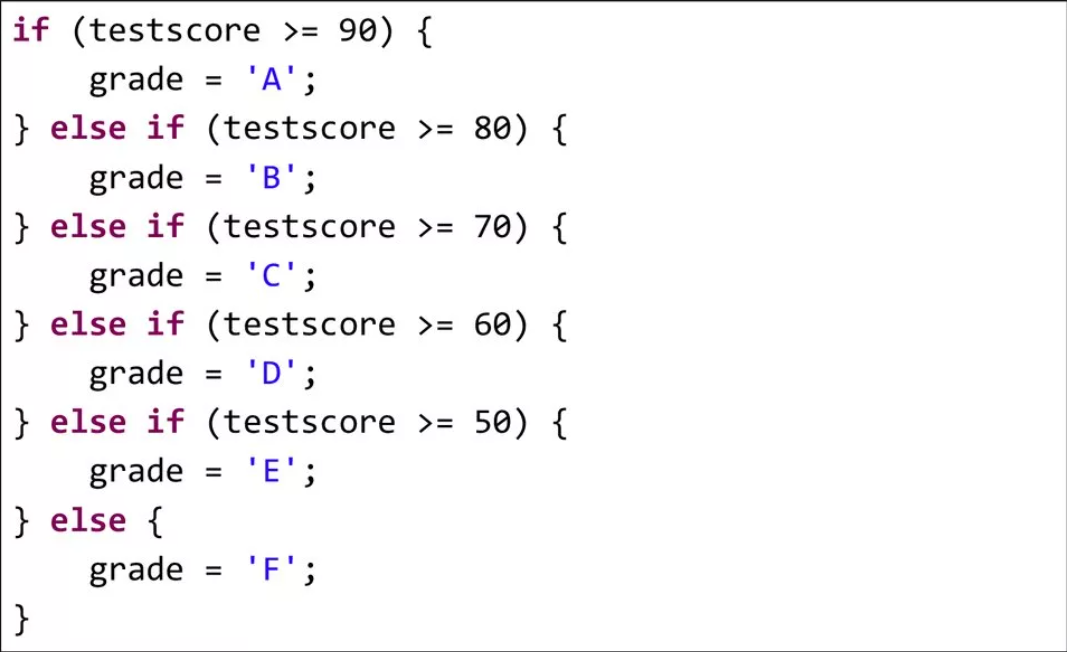 if (testscore >= 90) {
    grade = 'A';
} else if (testscore >= 80) {
    grade = 'B';
} else if (testscore >= 70) {
    grade = 'C';
} else if (testscore >= 60) {
    grade = 'D';
} else if (testscore >= 50) {
    grade = 'E';
} else {
    grade = 'F';
}